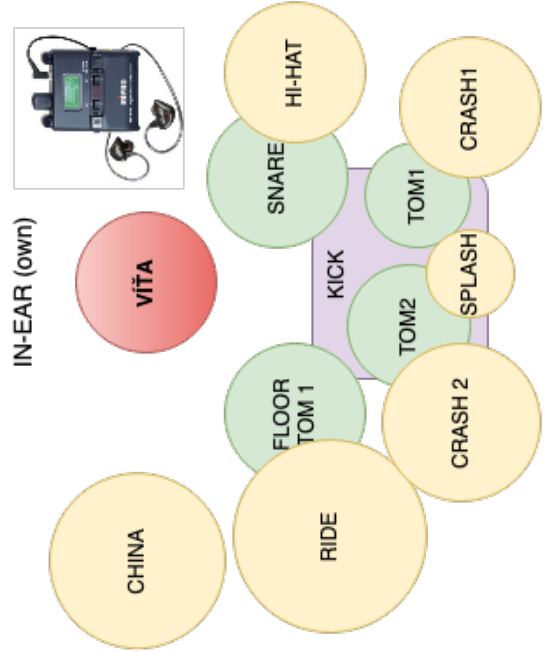 IN-EAR (own)
CHINA
VÍŤA
FLOOR
TOM 1
SNARE
HI-HAT
RIDE
KICK
TOM2
TOM1
CRASH 2
SPLASH
CRASH1